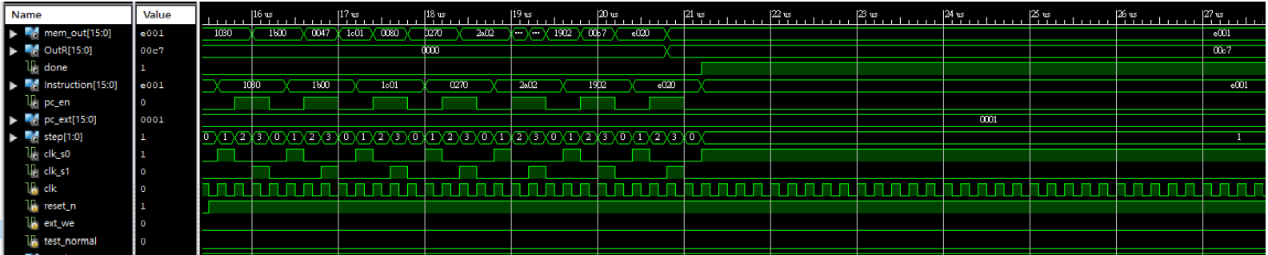 Name Value 16 us 17 us 18 us 19 us 20 us 21 us 22 us 23 us 24 us 25 us 26 us 27 us
mem_out[15:0] e001 1030 1b00 0047 1c01 0080 0270 2a02 ... ... 1902 00b7 e020 e001
OutR[15:0] 00c7 0000 00c7
done 1
Instruction[15:0] e001 1030 1b00 1c01 0270 2a02 1902 e020 e001
pc_en 0
pc_ext[15:0] 0001 0001
step[1:0] 1 0 1 2 3 0 1 2 3 0 1 2 3 0 1 2 3 0 1 2 3 0 1 2 3 0 1 2 3 0 1
clk_s0 1
clk_s1 0
clk 0
reset_n 1
ext_we 0
test_normal 0